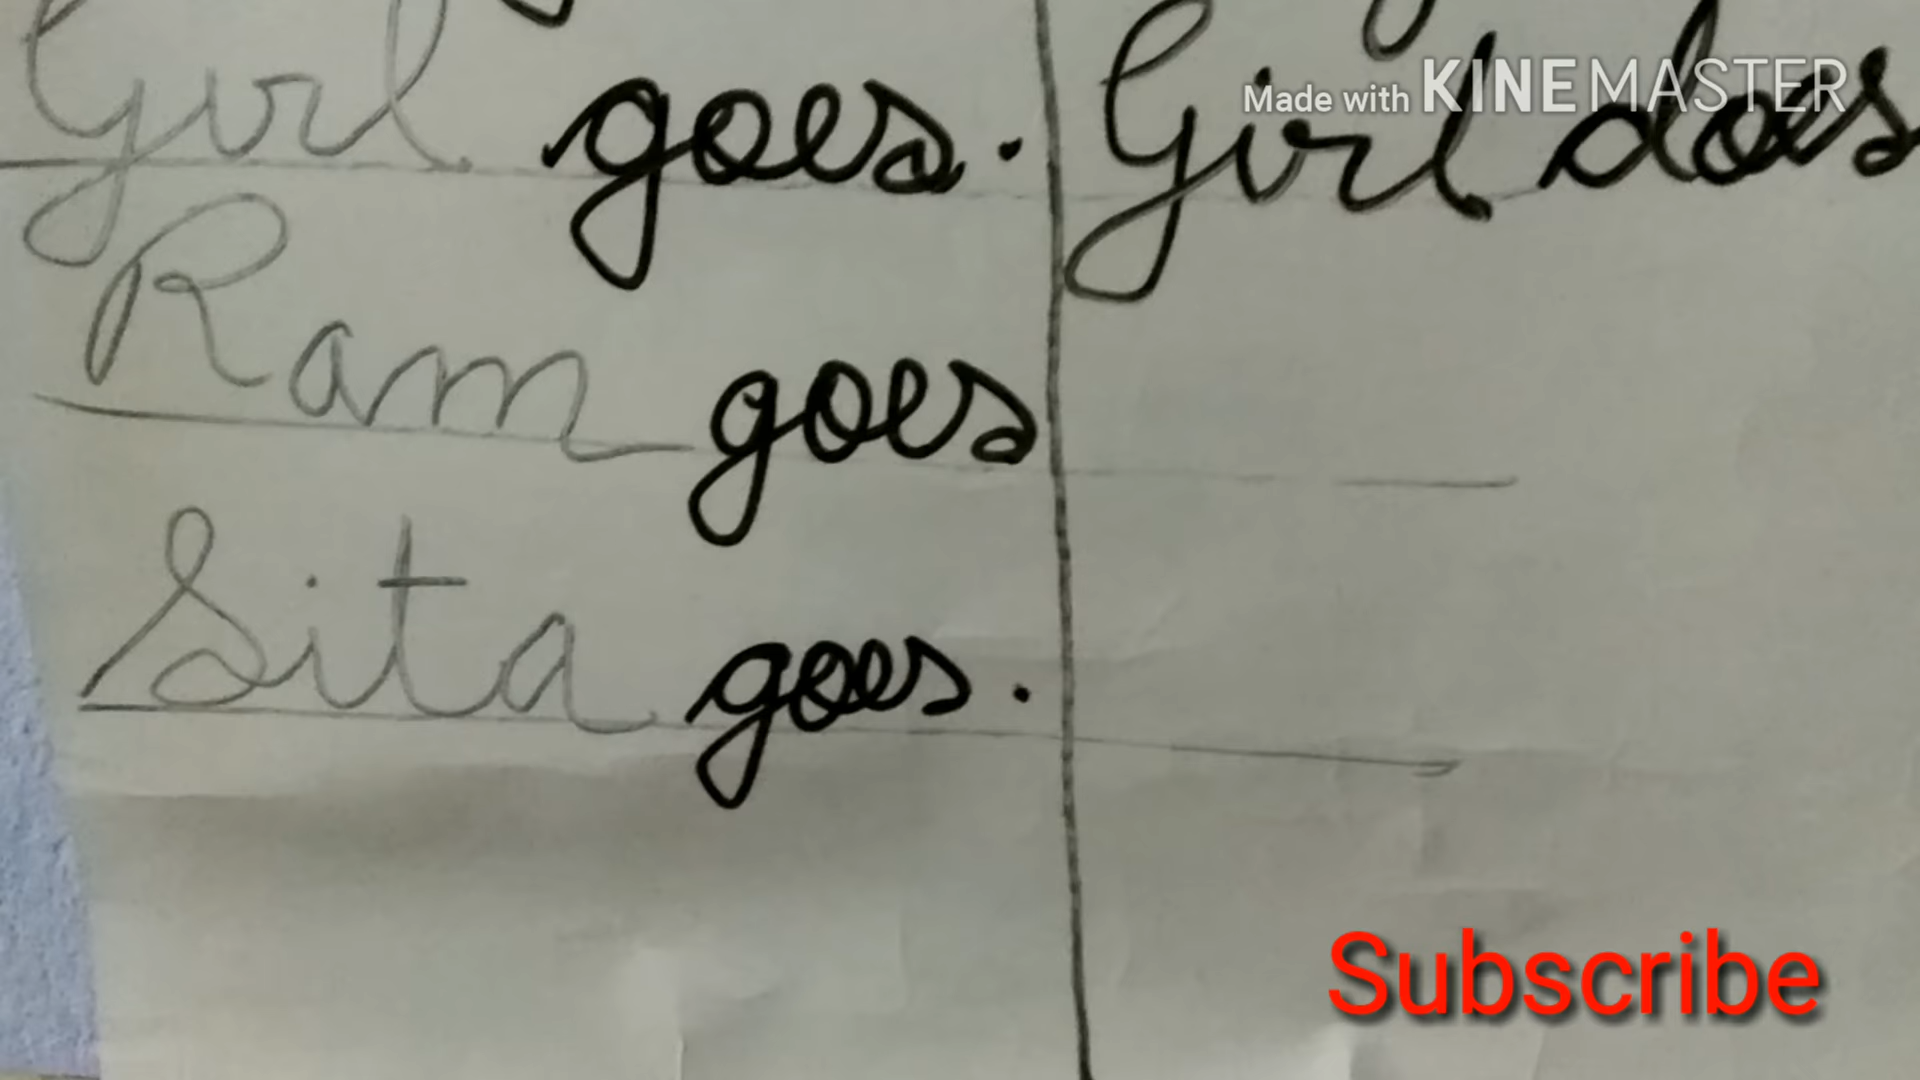 Made with KINEMASTER
Girl goes. Girl does
Ram goes
Sita goes.
Subscribe